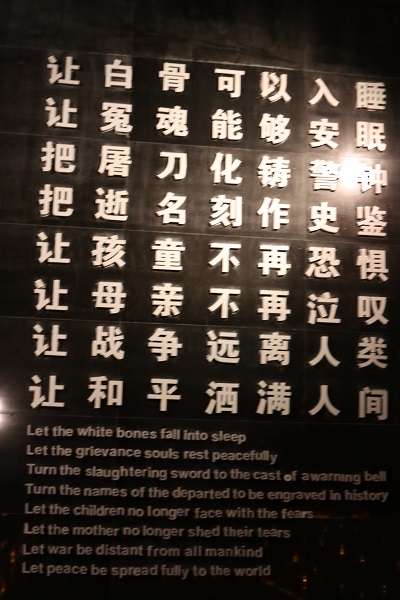 让白骨可以入睡
让冤魂能够安眠
把屠刀化铸警钟
把逝名刻作史鉴
让孩童不再恐惧
让母亲不再泣叹
让战争远离人类
让和平洒满人间
Let the white bones fall into sleep
Let the grievance souls rest peacefully
Turn the slaughtering sword to the cast of a warning bell
Turn the names of the departed to be engraved in history
Let the children no longer face with the fears
Let the mother no longer shed their tears
Let war be distant from all mankind
Let peace be spread fully to the world